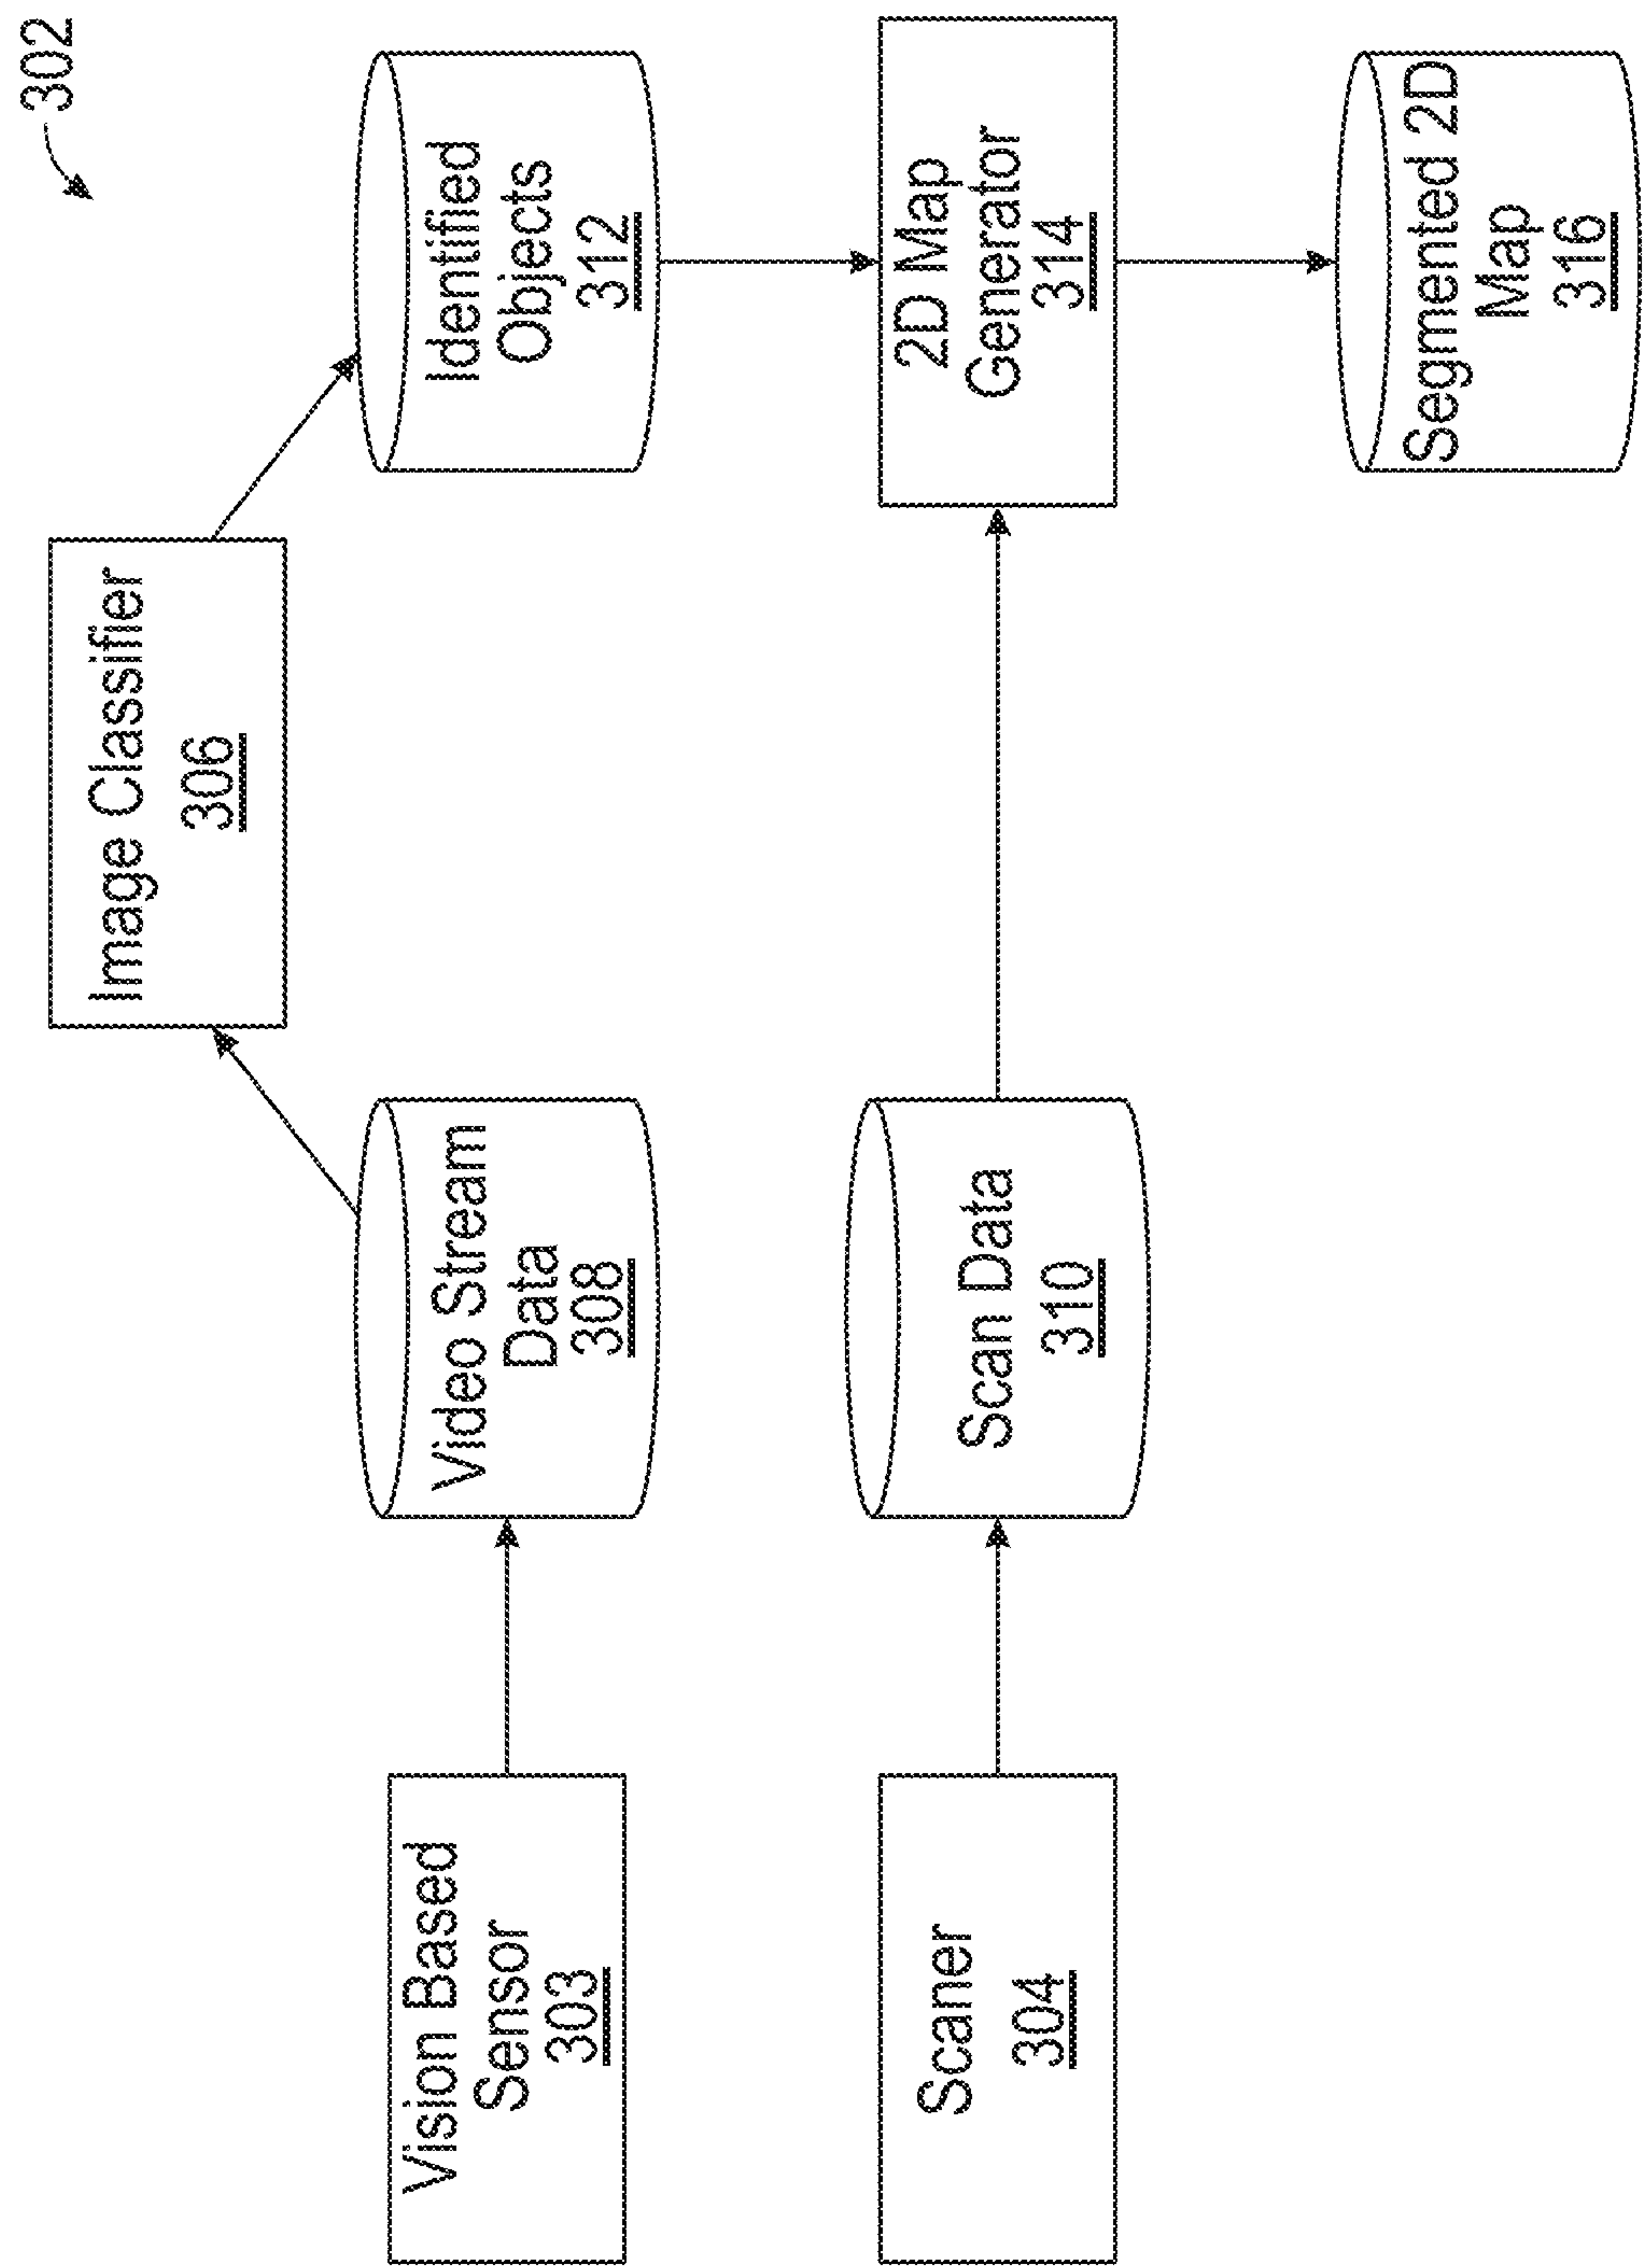 302
Image Classifier
306
Vision Based
Sensor
303
Video Stream
Data
308
Identified
Objects
312
Scaner
304
Scan Data
310
2D Map
Generator
314
Segmented 2D
Map
316